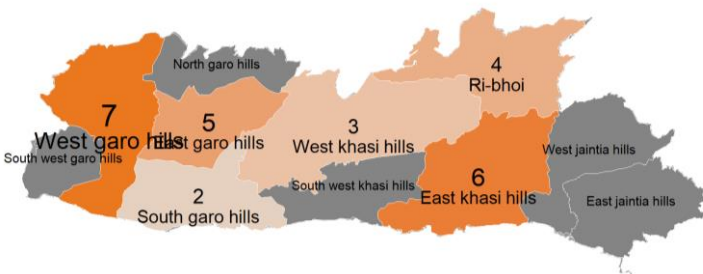 North garo hills
4
Ri-bhoi
7
West garo hills
5
East garo hills
3
West khasi hills
South west garo hills
West jaintia hills
South west khasi hills
6
East khasi hills
2
South garo hills
East jaintia hills